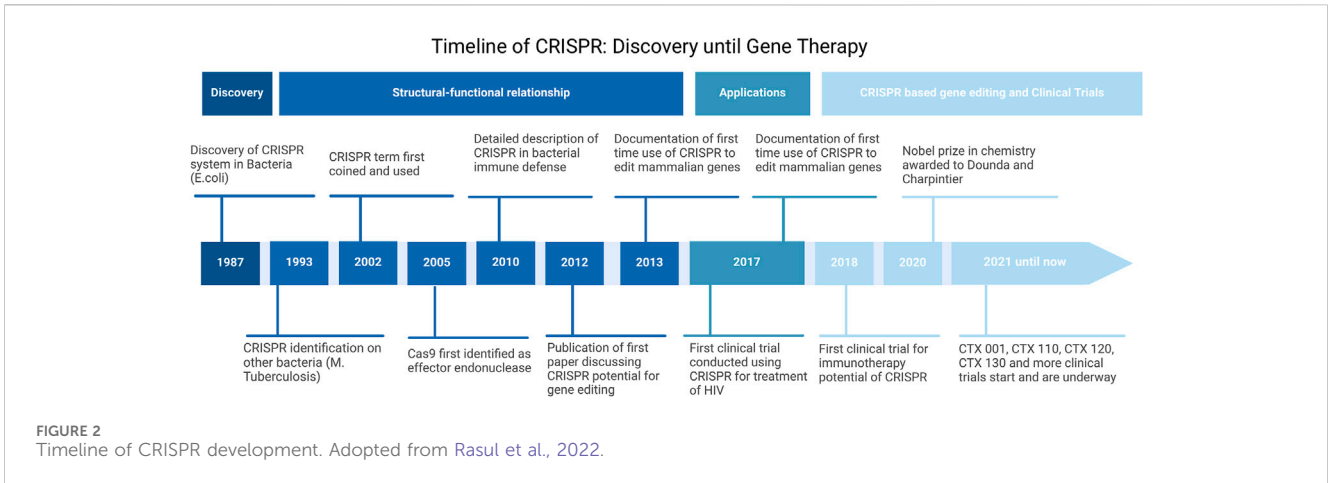 Timeline of CRISPR: Discovery until Gene Therapy
Discovery
Structural-functional relationship
Applications
CRISPR based gene editing and Clinical Trials
Discovery of CRISPR
system in Bacteria
(E.coli)
CRISPR term first
coined and used
Detailed description of
CRISPR in bacterial
immune defense
Documentation of first
time use of CRISPR to
edit mammalian genes
Documentation of first
time use of CRISPR to
edit mammalian genes
Nobel prize in chemistry
awarded to Dounda and
Charpintier
1987
1993
2002
2005
2010
2012
2013
2017
2018
2020
2021 until now
CRISPR identification on
other bacteria (M.
Tuberculosis)
Cas9 first identified as
effector endonuclease
Publication of first
paper discussing
CRISPR potential for
gene editing
First clinical trial
conducted using
CRISPR for treatment
of HIV
First clinical trial for
immunotherapy
potential of CRISPR
CTX 001, CTX 110, CTX 120,
CTX 130 and more clinical
trials start and are underway
FIGURE 2
Timeline of CRISPR development. Adopted from Rasul et al., 2022.